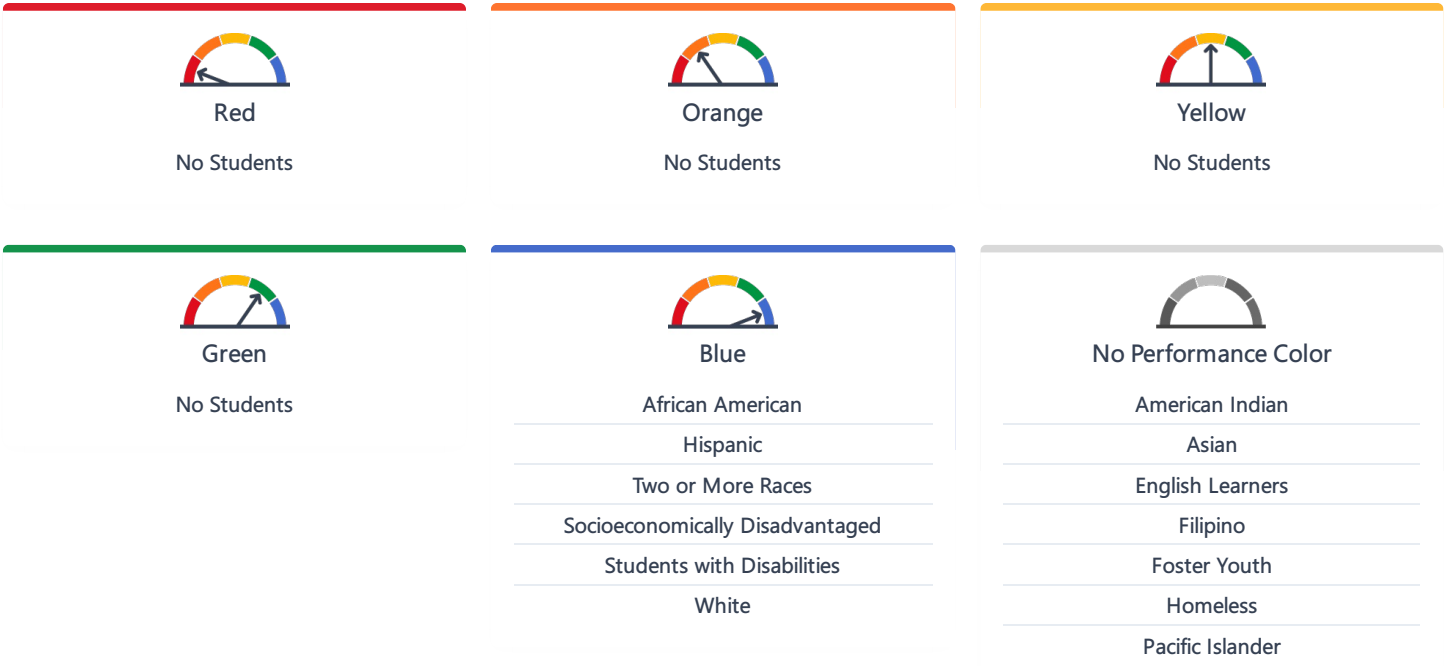 Red
No Students
Orange
No Students
Yellow
No Students
Green
No Students
Blue
African American
Hispanic
Two or More Races
Socioeconomically Disadvantaged
Students with Disabilities
White
No Performance Color
American Indian
Asian
English Learners
Filipino
Foster Youth
Homeless
Pacific Islander